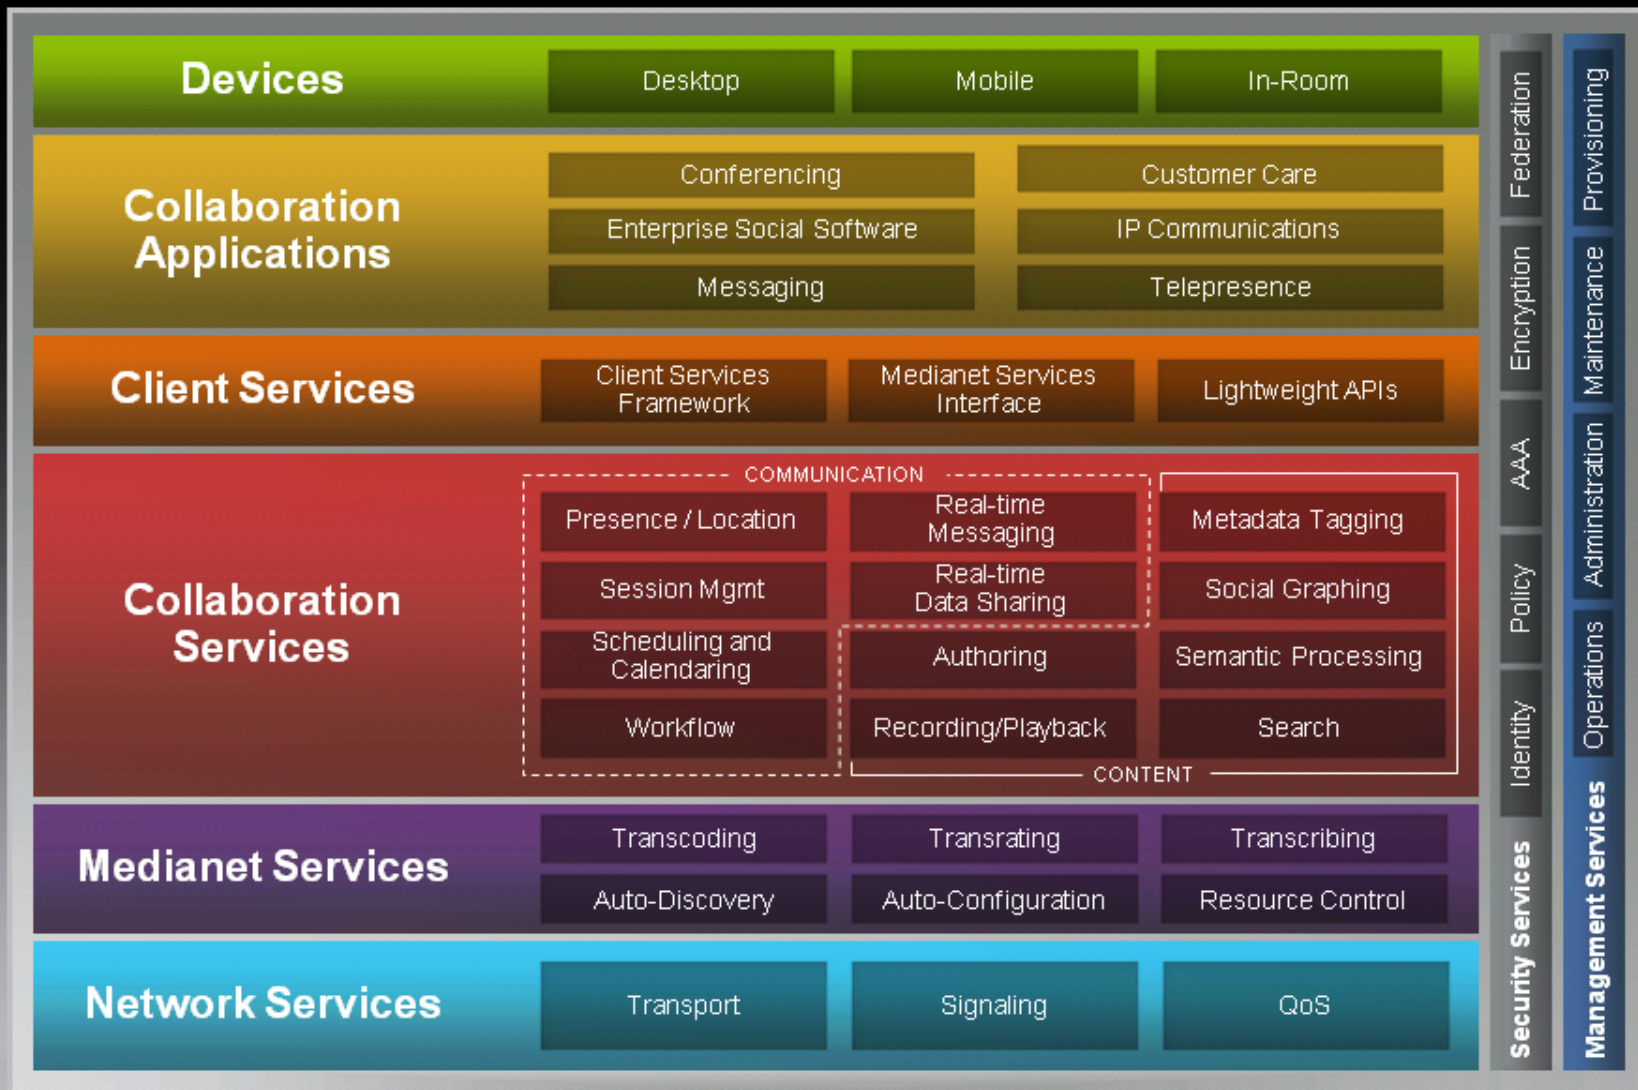 Devices
Desktop
Mobile
In-Room
Collaboration
Applications
Conferencing
Customer Care
Enterprise Social Software
IP Communications
Messaging
Telepresence
Client Services
Client Services
Framework
Medianet Services
Interface
Lightweight APIs
Collaboration
Services
COMMUNICATION
Presence / Location
Real-time
Messaging
Metadata Tagging
Session Mgmt
Real-time
Data Sharing
Social Graphing
Scheduling and
Calendaring
Authoring
Semantic Processing
Workflow
Recording/Playback
Search
CONTENT
Medianet Services
Transcoding
Transrating
Transcribing
Auto-Discovery
Auto-Configuration
Resource Control
Network Services
Transport
Signaling
QoS
Security Services
Identity
Policy
AAA
Encryption
Federation
Management Services
Operations
Administration
Maintenance
Provisioning